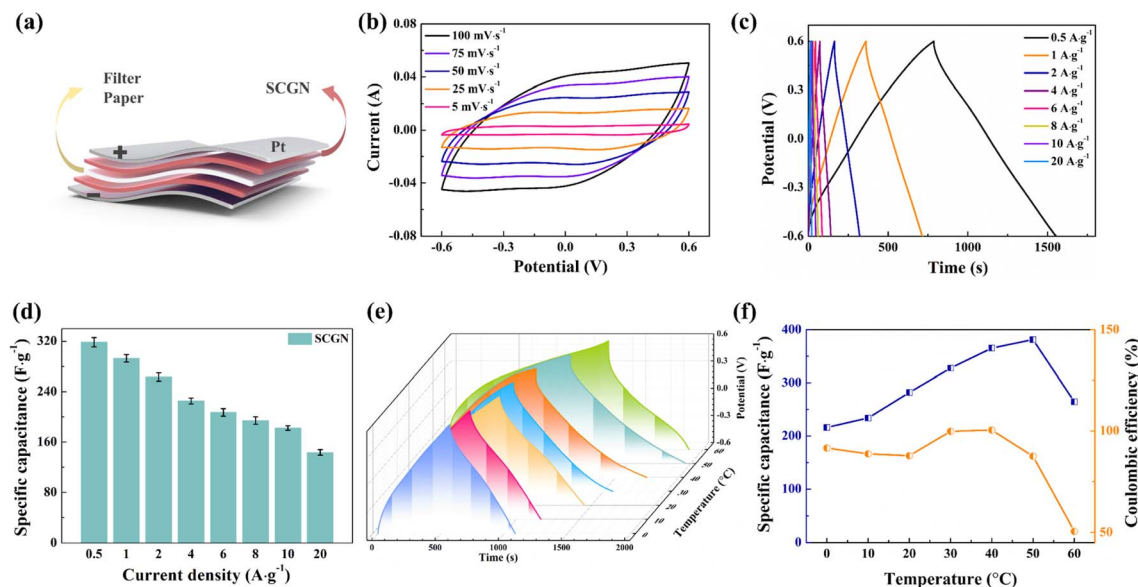 (a)
Filter
Paper
SCGN
Pt
+
−
(b)
100 mV·s⁻¹
75 mV·s⁻¹
50 mV·s⁻¹
25 mV·s⁻¹
5 mV·s⁻¹
Current (A)
0.08
0.04
0.00
-0.04
-0.08
-0.6 -0.3 0.0 0.3 0.6
Potential (V)
(c)
0.5 A·g⁻¹
1 A·g⁻¹
2 A·g⁻¹
4 A·g⁻¹
6 A·g⁻¹
8 A·g⁻¹
10 A·g⁻¹
20 A·g⁻¹
Potential (V)
0.6
0.3
0.0
-0.3
-0.6
0 500 1000 1500
Time (s)
(d)
SCGN
Specific capacitance (F·g⁻¹)
320
240
160
80
0
0.5 1 2 4 6 8 10 20
Current density (A·g⁻¹)
(e)
0.6
0.3
0.0
-0.3
-0.6
Potential (V)
60
50
40
30
20
10
0
Temperature (°C)
0 500 1000 1500 2000
Time (s)
(f)
Specific capacitance (F·g⁻¹)
400
300
200
100
0
150
100
50
Coulombic efficiency (%)
0 10 20 30 40 50 60
Temperature (°C)